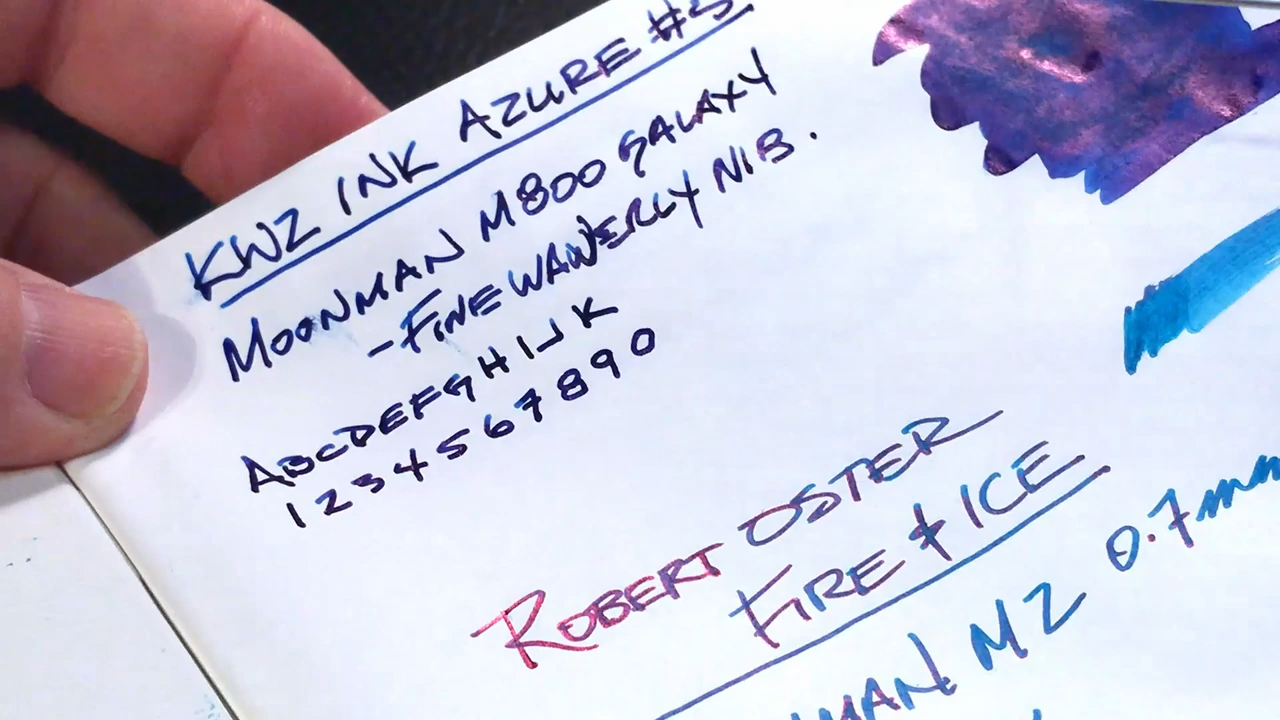 KWZ INK AZURE #5
MOONMAN M800 GALAXY
-FINE WAWERLY NIB.
ABCDEFGHIJK
1234567890
ROBERT OSTER
FIRE & ICE
MAN M2 0.7mm